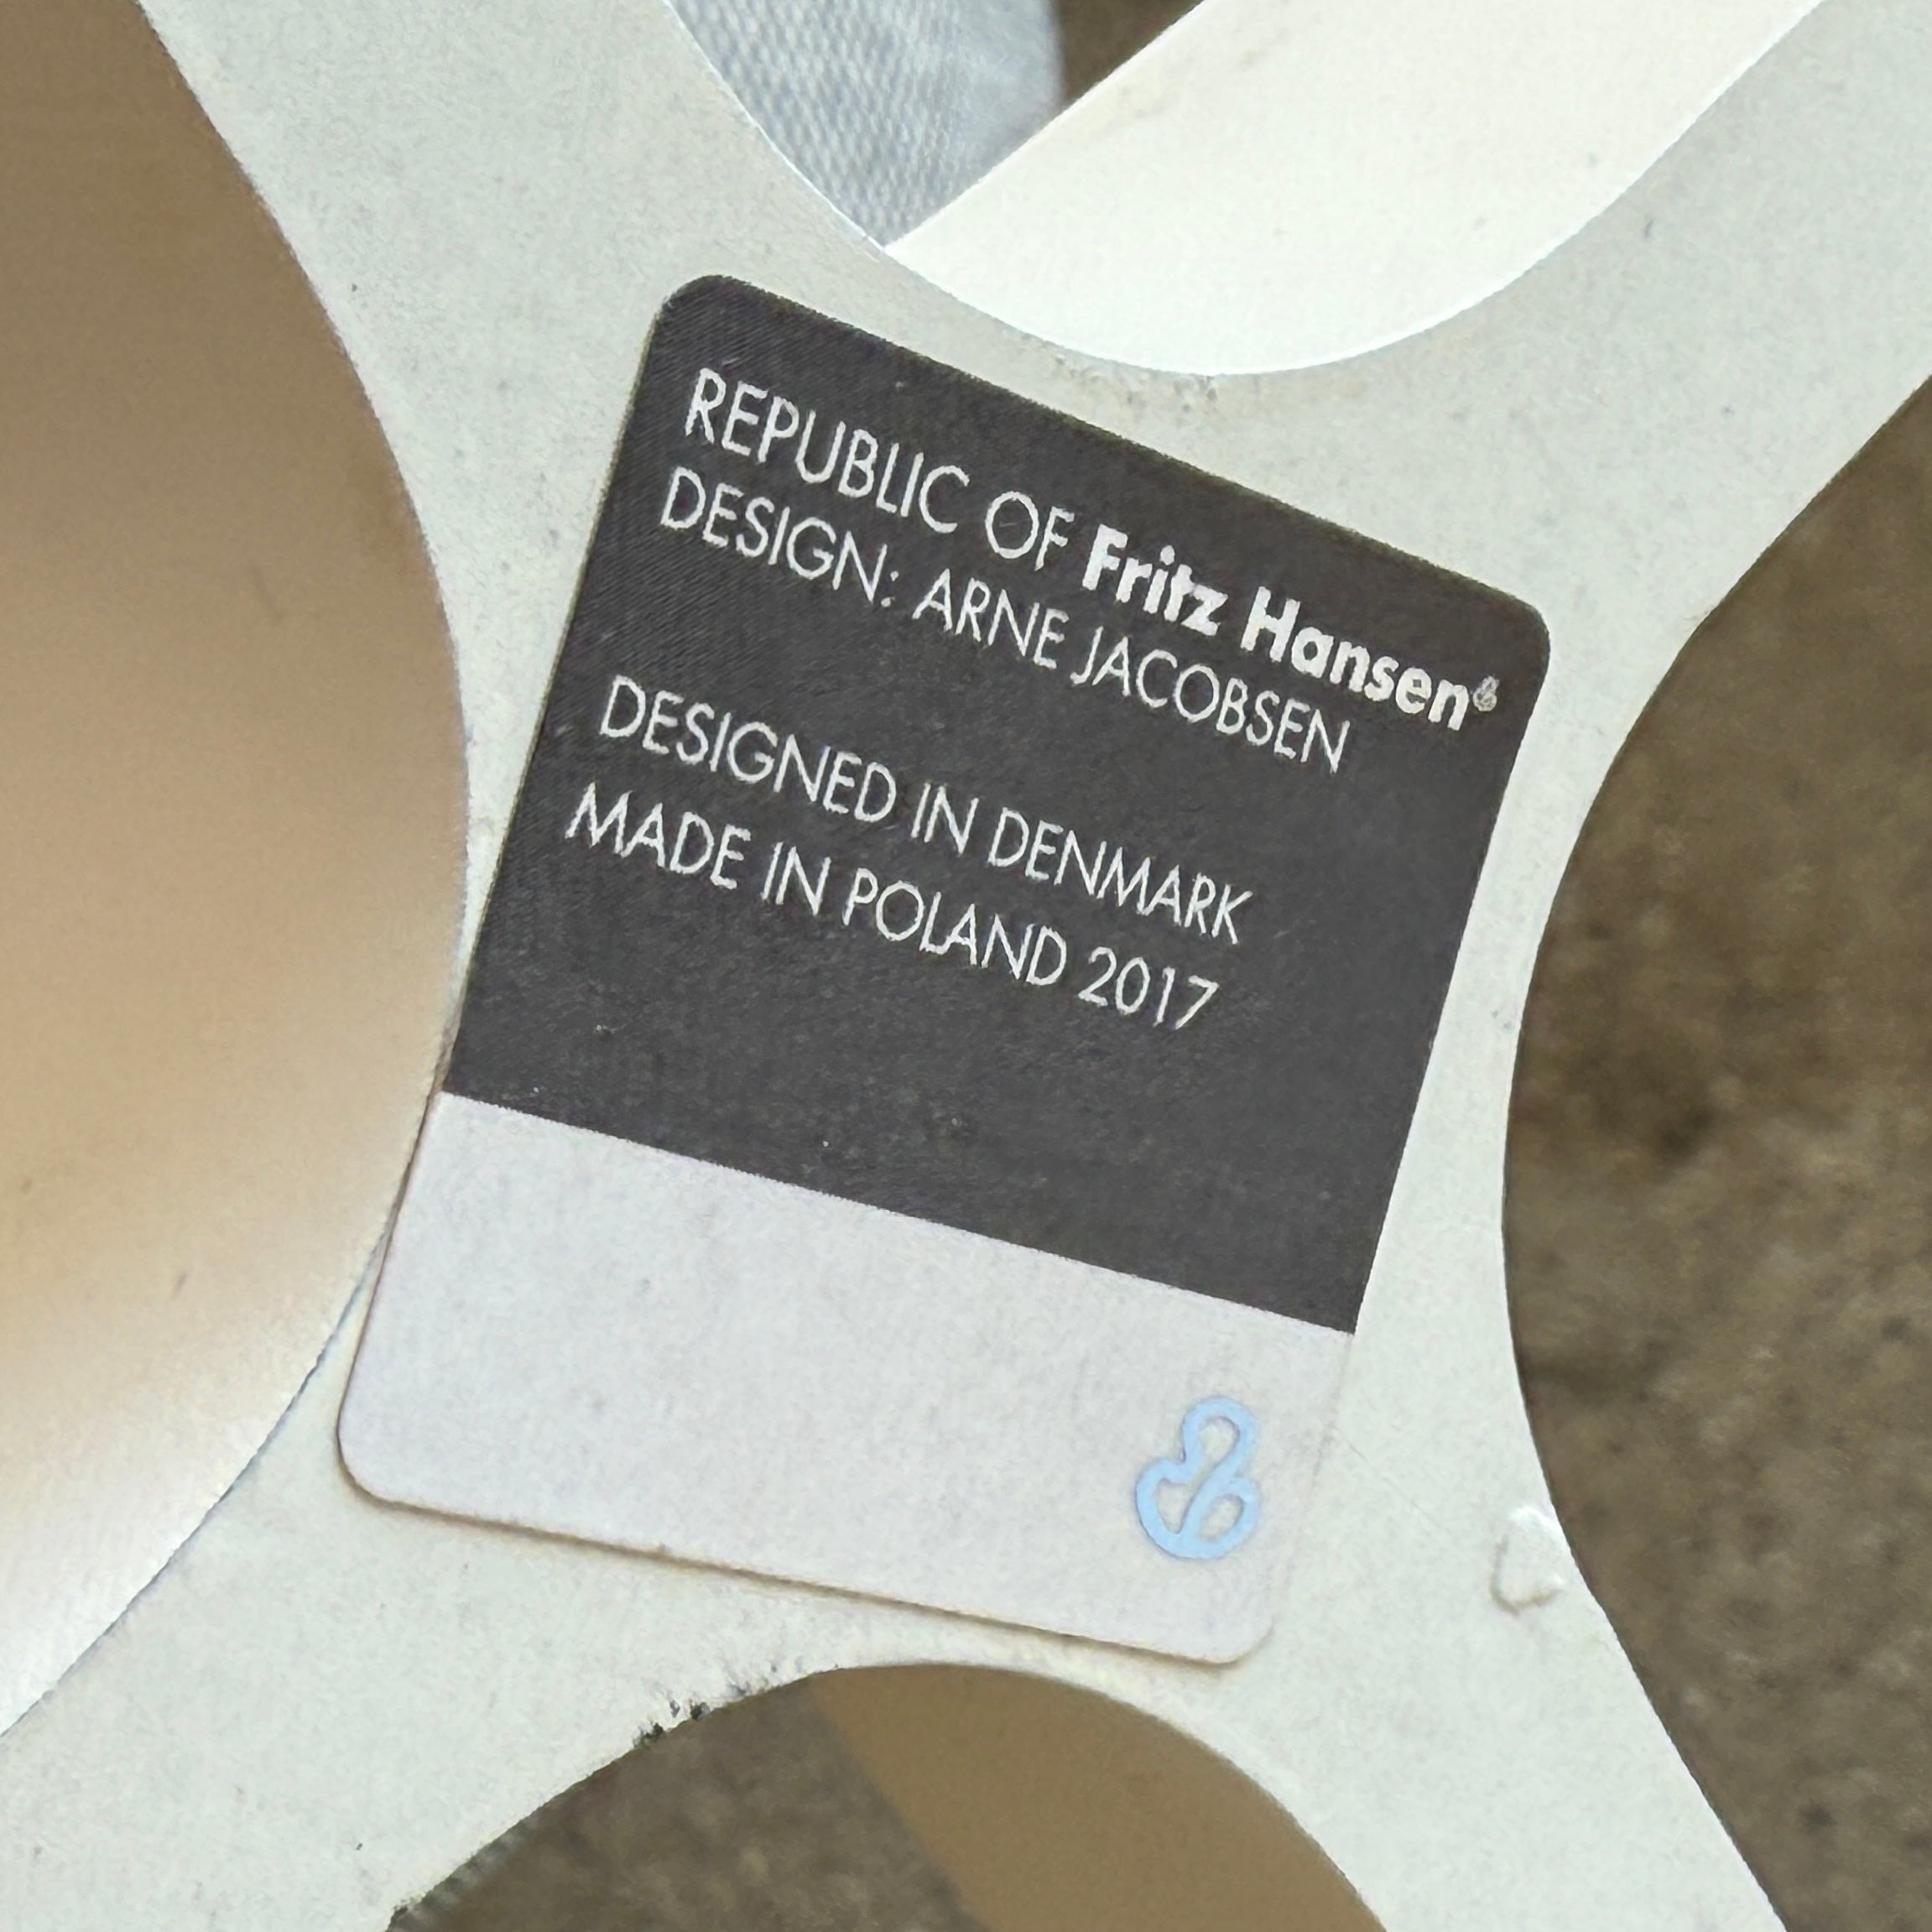 REPUBLIC OF Fritz Hansen
DESIGN: ARNE JACOBSEN
DESIGNED IN DENMARK
MADE IN POLAND 2017